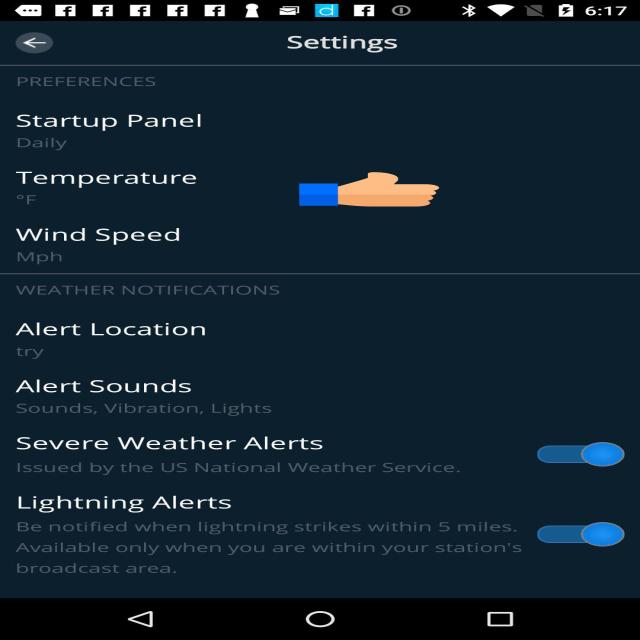 6:17
Settings
PREFERENCES
Startup Panel
Daily
Temperature
°F
Wind Speed
Mph
WEATHER NOTIFICATIONS
Alert Location
try
Alert Sounds
Sounds, Vibration, Lights
Severe Weather Alerts
Issued by the US National Weather Service.
Lightning Alerts
Be notified when lightning strikes within 5 miles.
Available only when you are within your station's
broadcast area.